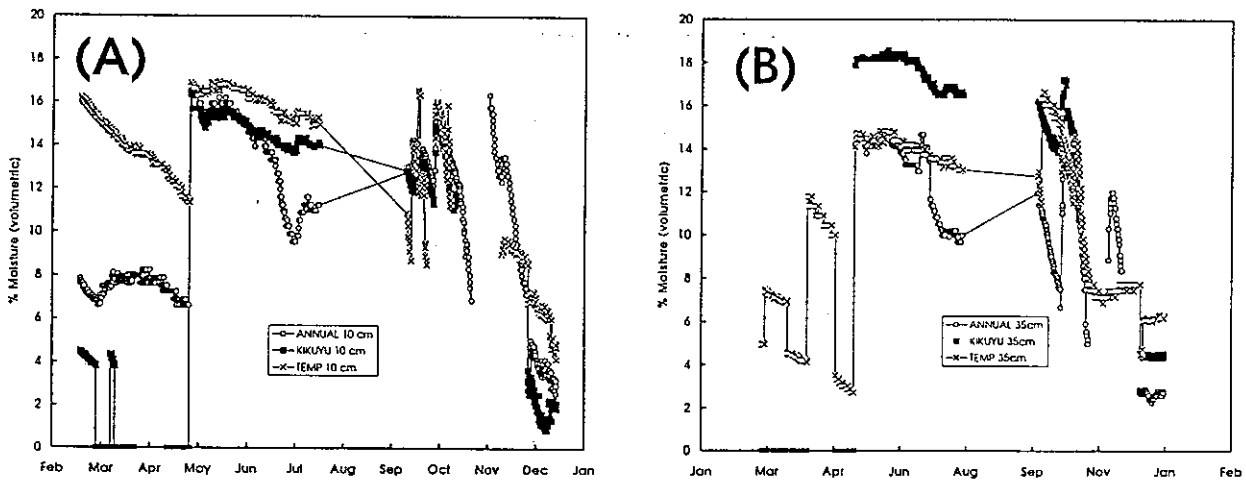 (A)
% Moisture (volumetric)
20
18
16
14
12
10
8
6
4
2
0
Feb Mar Apr May Jun Jul Aug Sep Oct Nov Dec Jan
ANNUAL 10 cm
KIKUYU 10 cm
TEMP 10 cm
(B)
% Moisture (volumetric)
20
18
16
14
12
10
8
6
4
2
0
Jan Mar Apr Jun Aug Sep Nov Jan Feb
ANNUAL 35cm
KIKUYU 35cm
TEMP 35cm